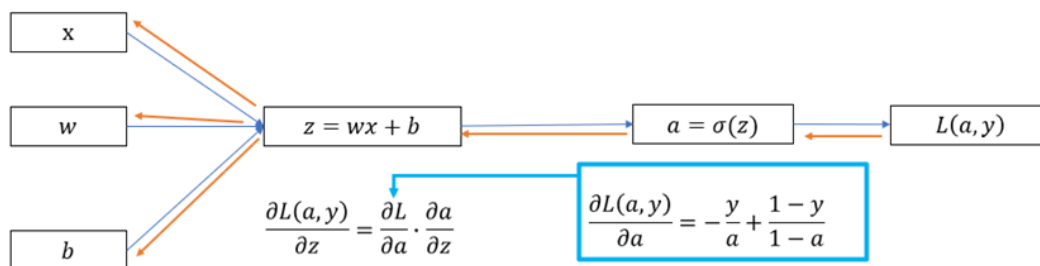 x
w
z = wx + b
a = σ(z)
L(a, y)
b
∂L(a, y)/∂z = ∂L/∂a · ∂a/∂z
∂L(a, y)/∂a = −y/a + (1 − y)/(1 − a)